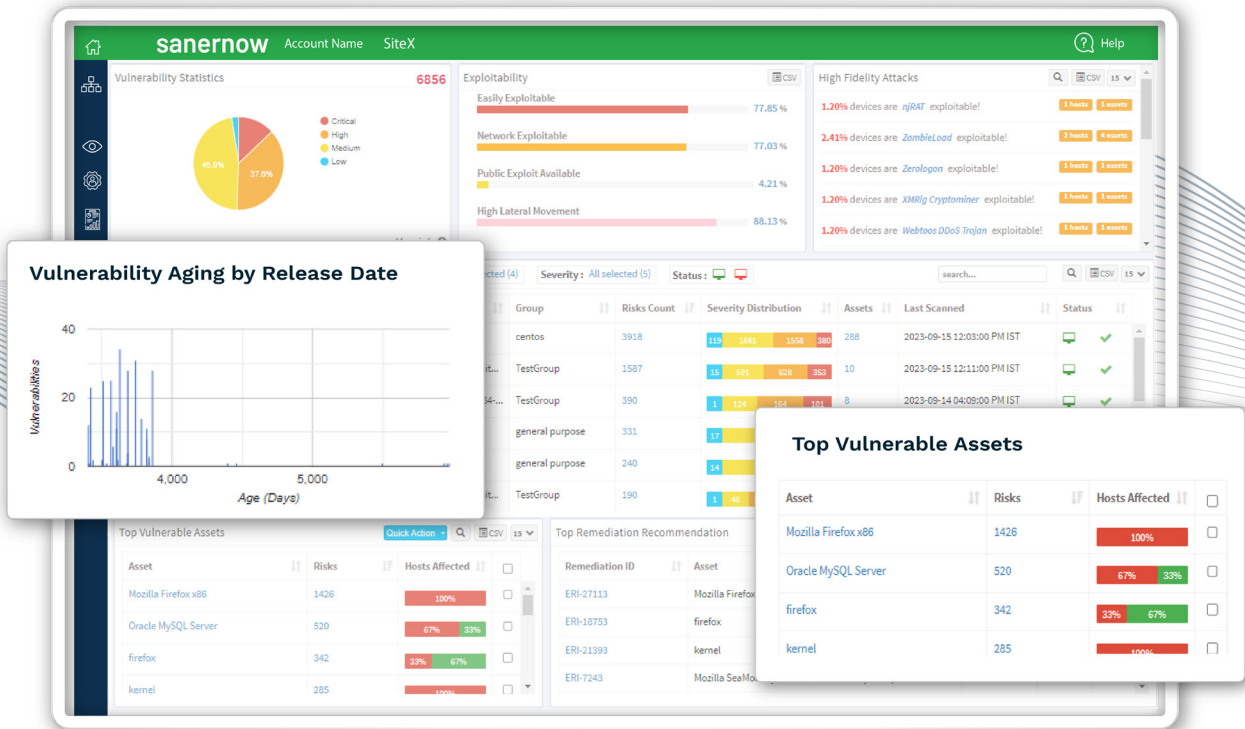 sanernow Account Name SiteX Help
Vulnerability Statistics 6856
Critical
High
Medium
Low
46.9%
37.6%
Exploitability CSV
Easily Exploitable
77.85 %
Network Exploitable
77.03 %
Public Exploit Available
4.21 %
High Lateral Movement
88.13 %
High Fidelity Attacks CSV 15
1.20% devices are njRAT exploitable! 1 hosts 1 assets
2.41% devices are ZombieLoad exploitable! 2 hosts 4 assets
1.20% devices are Zerologon exploitable! 1 hosts 1 assets
1.20% devices are XMRig Cryptominer exploitable! 1 hosts 1 assets
1.20% devices are Webtoos DDoS Trojan exploitable! 1 hosts 1 assets
Vulnerability Aging by Release Date
40
20
0
Vulnerabilities
4,000 5,000
Age (Days)
(4) Severity : All selected (5) Status : search... CSV 15
Group Risks Count Severity Distribution Assets Last Scanned Status
centos 3918 119 1861 1558 380 288 2023-09-15 12:03:00 PM IST
TestGroup 1587 15 591 628 353 10 2023-09-15 12:11:00 PM IST
TestGroup 390 1 124 164 101 8 2023-09-14 04:09:00 PM IST
general purpose 331 17
general purpose 240 14
TestGroup 190 1 48
Top Vulnerable Assets Quick Action CSV 15
Asset Risks Hosts Affected
Mozilla Firefox x86 1426 100%
Oracle MySQL Server 520 67% 33%
firefox 342 33% 67%
kernel 285 100%
Top Remediation Recommendation
Remediation ID Asset
ERI-27113 Mozilla Firefox
ERI-18753 firefox
ERI-21393 kernel
ERI-7243 Mozilla
Top Vulnerable Assets
Asset Risks Hosts Affected
Mozilla Firefox x86 1426 100%
Oracle MySQL Server 520 67% 33%
firefox 342 33% 67%
kernel 285 100%